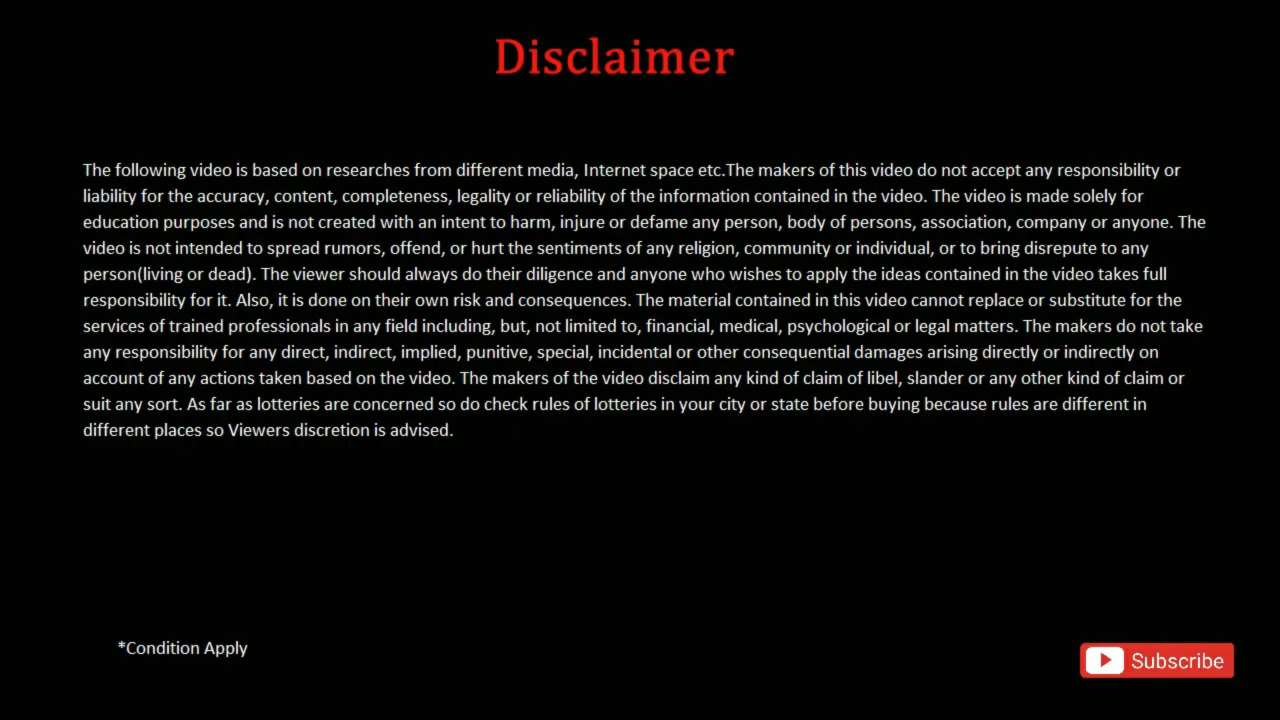 Disclaimer
The following video is based on researches from different media, Internet space etc.The makers of this video do not accept any responsibility or
liability for the accuracy, content, completeness, legality or reliability of the information contained in the video. The video is made solely for
education purposes and is not created with an intent to harm, injure or defame any person, body of persons, association, company or anyone. The
video is not intended to spread rumors, offend, or hurt the sentiments of any religion, community or individual, or to bring disrepute to any
person(living or dead). The viewer should always do their diligence and anyone who wishes to apply the ideas contained in the video takes full
responsibility for it. Also, it is done on their own risk and consequences. The material contained in this video cannot replace or substitute for the
services of trained professionals in any field including, but, not limited to, financial, medical, psychological or legal matters. The makers do not take
any responsibility for any direct, indirect, implied, punitive, special, incidental or other consequential damages arising directly or indirectly on
account of any actions taken based on the video. The makers of the video disclaim any kind of claim of libel, slander or any other kind of claim or
suit any sort. As far as lotteries are concerned so do check rules of lotteries in your city or state before buying because rules are different in
different places so Viewers discretion is advised.
*Condition Apply
Subscribe